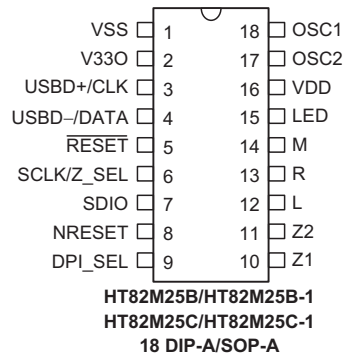 VSS 1 18 OSC1
V33O 2 17 OSC2
USBD+/CLK 3 16 VDD
USBD−/DATA 4 15 LED
RESET 5 14 M
SCLK/Z_SEL 6 13 R
SDIO 7 12 L
NRESET 8 11 Z2
DPI_SEL 9 10 Z1
HT82M25B/HT82M25B-1
HT82M25C/HT82M25C-1
18 DIP-A/SOP-A